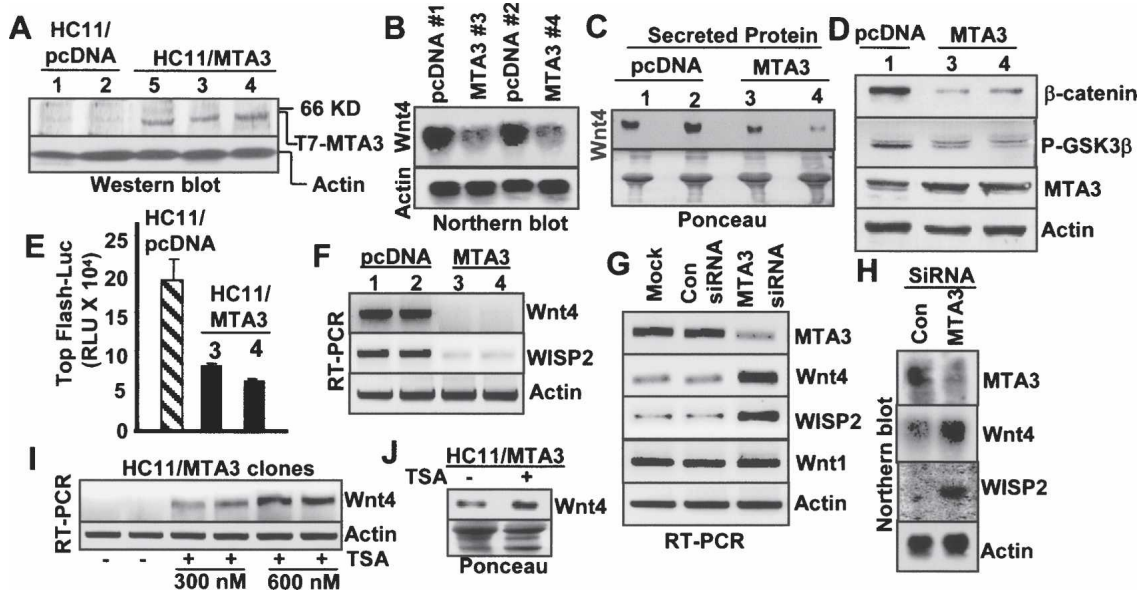 A
HC11/
pcDNA
HC11/MTA3
1 2 5 3 4
66 KD
T7-MTA3
Actin
Western blot
B
pcDNA #1
MTA3 #3
pcDNA #2
MTA3 #4
Wnt4
Actin
Northern blot
C
Secreted Protein
pcDNA MTA3
1 2 3 4
Wnt4
Ponceau
D
pcDNA MTA3
1 3 4
β-catenin
P-GSK3β
MTA3
Actin
E
HC11/
pcDNA
HC11/
MTA3
3 4
Top Flash-Luc
(RLU X 10⁴)
25
20
15
10
5
0
F
pcDNA MTA3
1 2 3 4
RT-PCR
Wnt4
WISP2
Actin
G
Mock
Con
siRNA
MTA3
siRNA
MTA3
Wnt4
WISP2
Wnt1
Actin
RT-PCR
H
SiRNA
Con
MTA3
Northern blot
MTA3
Wnt4
WISP2
Actin
I
HC11/MTA3 clones
RT-PCR
Wnt4
Actin
- - + + + + TSA
300 nM 600 nM
J
HC11/MTA3
TSA - +
Wnt4
Ponceau